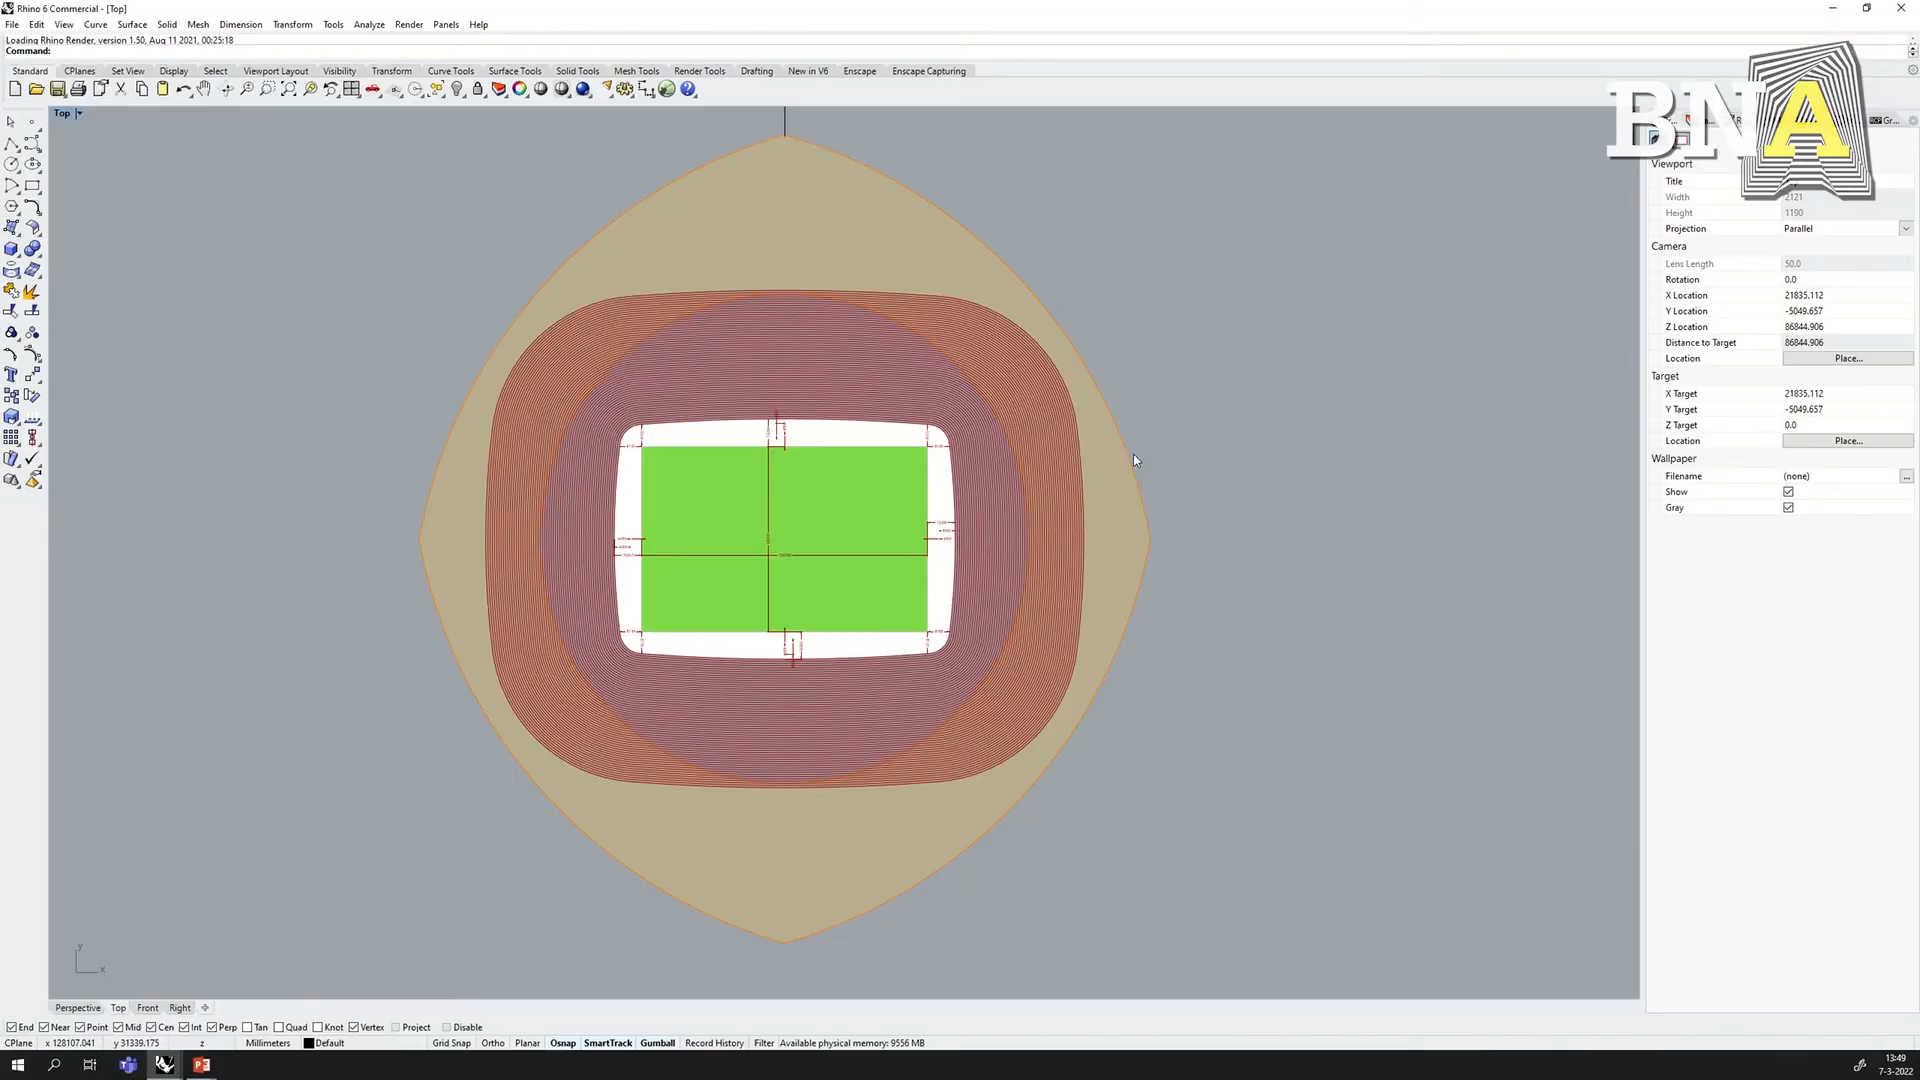 Rhino 6 Commercial - [Top]
File Edit View Curve Surface Solid Mesh Dimension Transform Tools Analyze Render Panels Help
Loading Rhino Render, version 1.50, Aug 11 2021, 00:25:18
Command:
Standard CPlanes Set View Display Select Viewport Layout Visibility Transform Curve Tools Surface Tools Solid Tools Mesh Tools Render Tools Drafting New in V6 Enscape Enscape Capturing
Top
BNA
Gr...
Viewport
Title
Width 2121
Height 1190
Projection Parallel
Camera
Lens Length 50.0
Rotation 0.0
X Location 21835.112
Y Location -5049.657
Z Location 86844.906
Distance to Target 86844.906
Location Place...
Target
X Target 21835.112
Y Target -5049.657
Z Target 0.0
Location Place...
Wallpaper
Filename (none) ...
Show
Gray
y
x
Perspective Top Front Right
End Near Point Mid Cen Int Perp Tan Quad Knot Vertex Project Disable
CPlane x 128107.041 y 31339.175 z Millimeters Default Grid Snap Ortho Planar Osnap SmartTrack Gumball Record History Filter Available physical memory: 9556 MB
13:49
7-3-2022